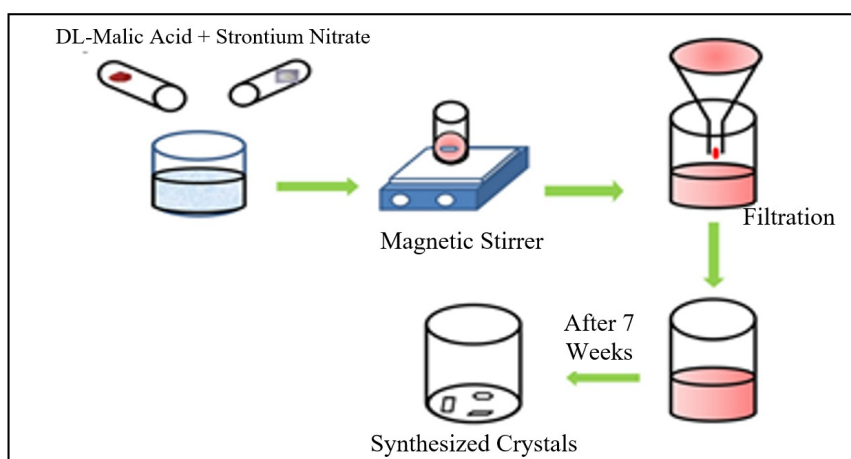 DL-Malic Acid + Strontium Nitrate
Magnetic Stirrer
Filtration
After 7
Weeks
Synthesized Crystals